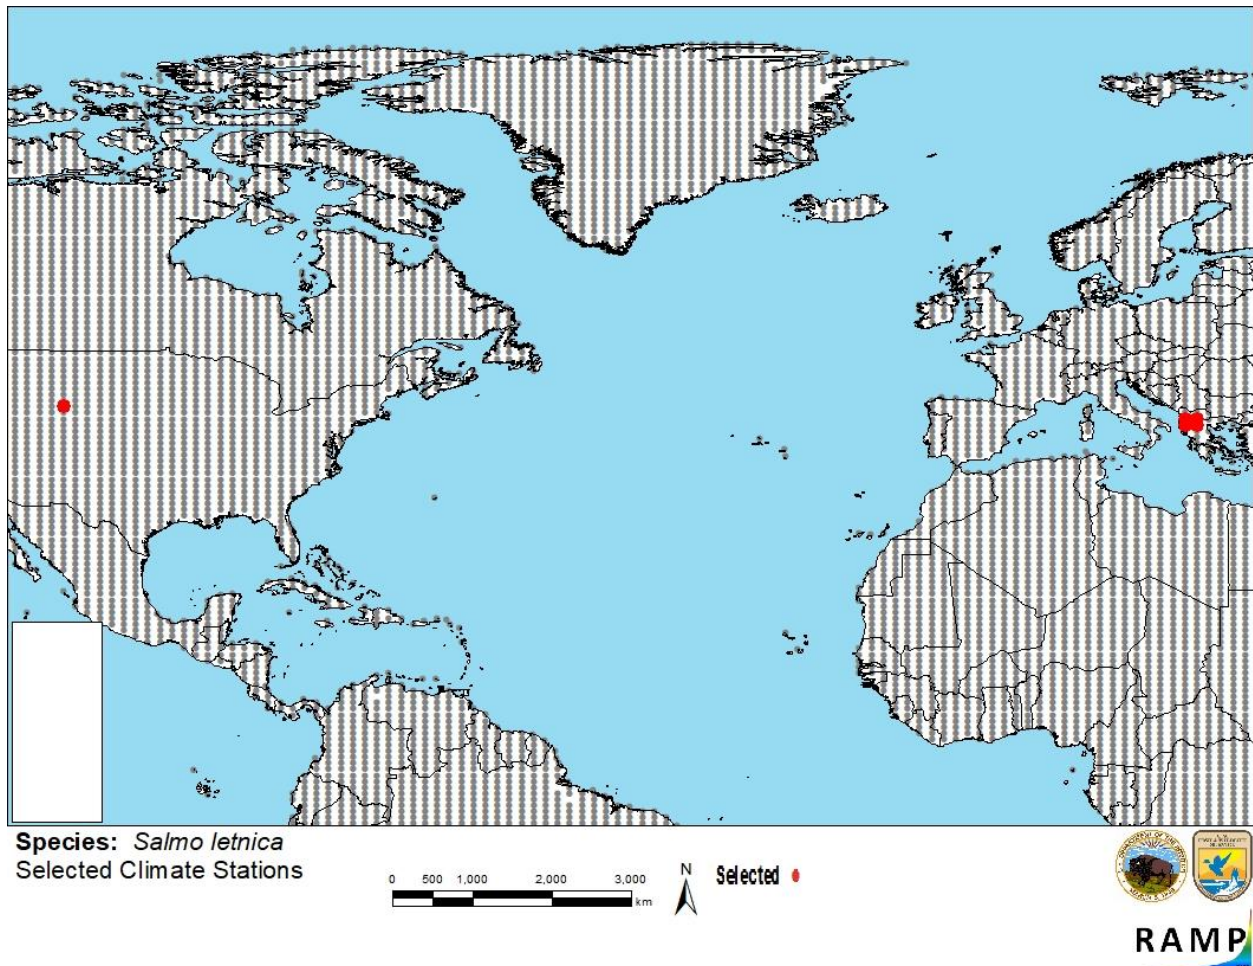 Species: Salmo letnica
Selected Climate Stations
0 500 1,000 2,000 3,000
km
N
Selected
RAMP